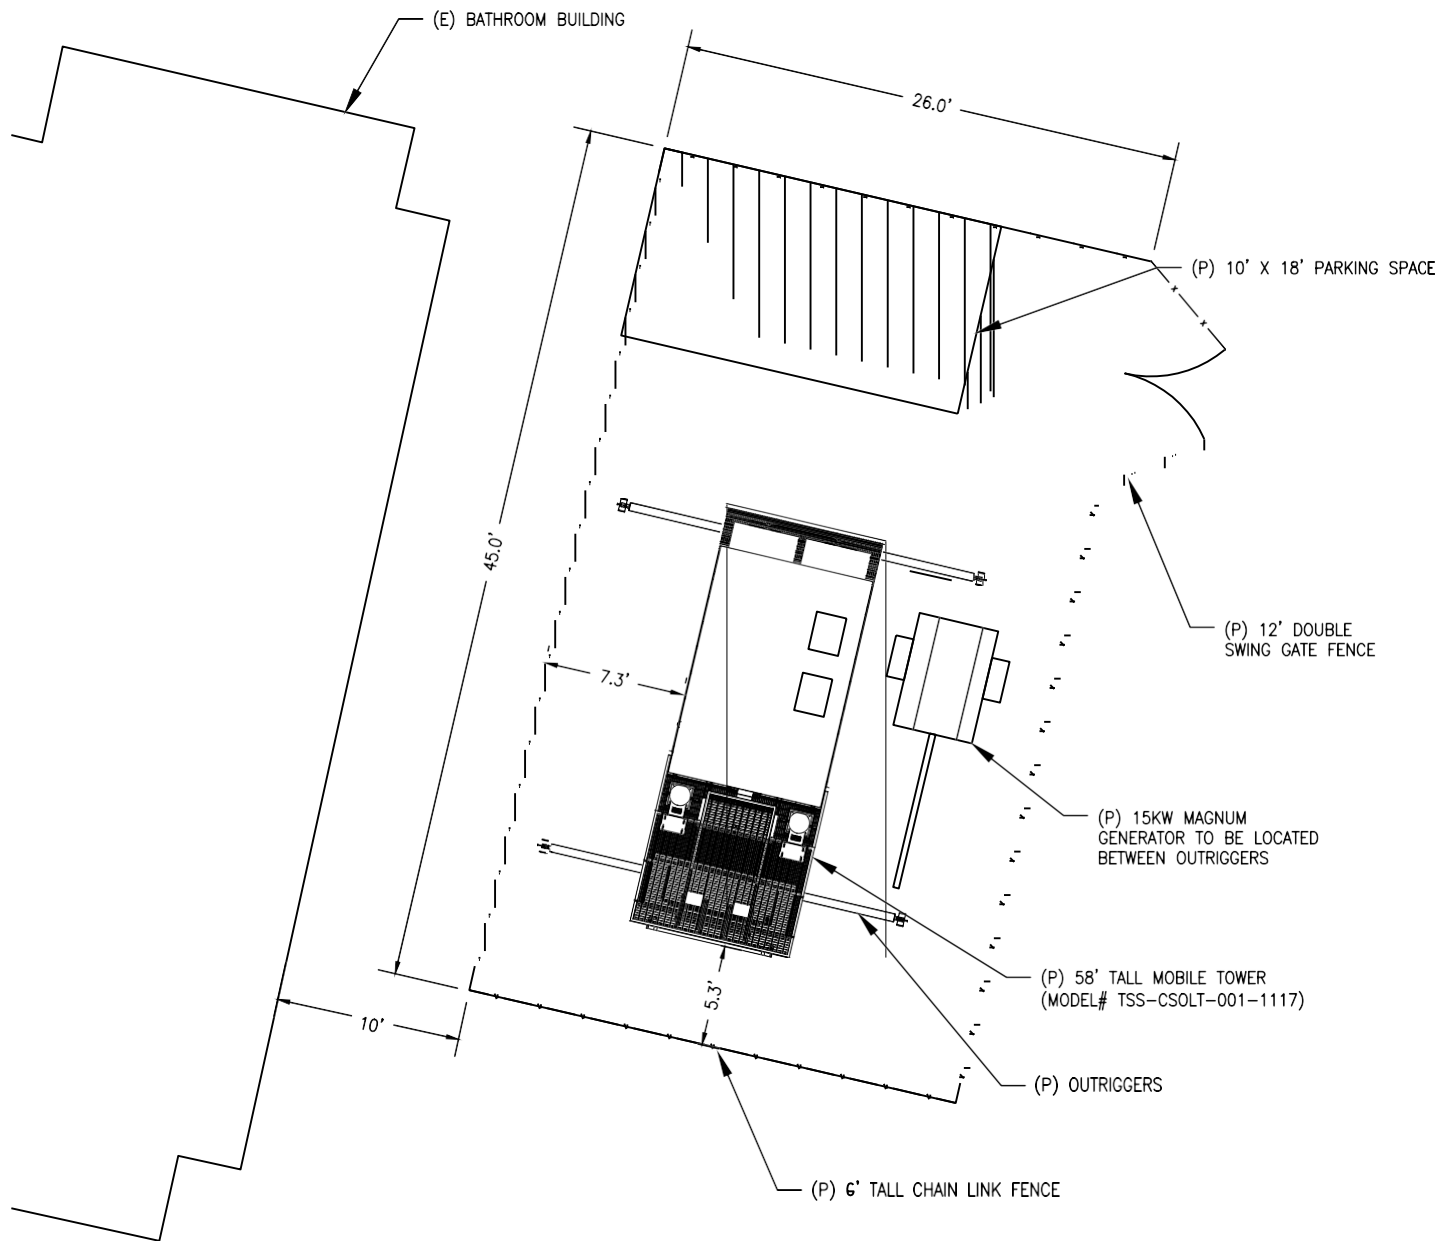 (E) BATHROOM BUILDING
26.0'
(P) 10' X 18' PARKING SPACE
45.0'
7.3'
(P) 12' DOUBLE
SWING GATE FENCE
(P) 15KW MAGNUM
GENERATOR TO BE LOCATED
BETWEEN OUTRIGGERS
(P) 58' TALL MOBILE TOWER
(MODEL# TSS-CSOLT-001-1117)
5.3'
10'
(P) OUTRIGGERS
(P) 6' TALL CHAIN LINK FENCE